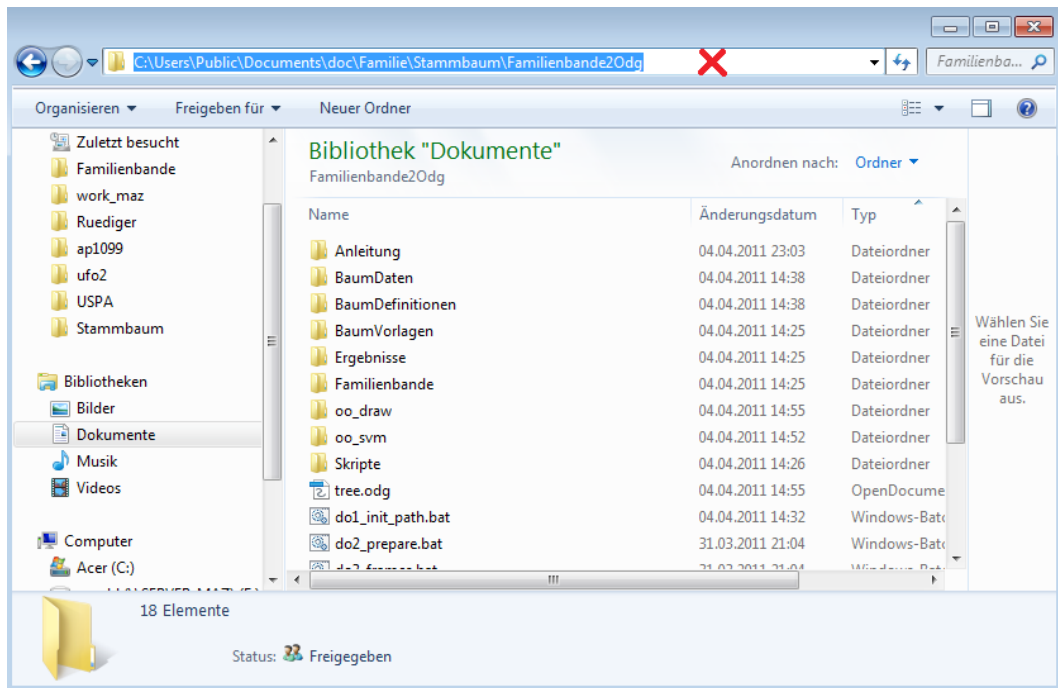 C:\Users\Public\Documents\doc\Familie\Stammbaum\Familienbande2Odg
Familienba...
Organisieren Freigeben für Neuer Ordner
Zuletzt besucht
Familienbande
work_maz
Ruediger
ap1099
ufo2
USPA
Stammbaum
Bibliotheken
Bilder
Dokumente
Musik
Videos
Computer
Acer (C:)
Bibliothek "Dokumente"
Familienbande2Odg
Anordnen nach: Ordner
Name Änderungsdatum Typ
Anleitung 04.04.2011 23:03 Dateiordner
BaumDaten 04.04.2011 14:38 Dateiordner
BaumDefinitionen 04.04.2011 14:38 Dateiordner
BaumVorlagen 04.04.2011 14:25 Dateiordner
Ergebnisse 04.04.2011 14:25 Dateiordner
Familienbande 04.04.2011 14:25 Dateiordner
oo_draw 04.04.2011 14:55 Dateiordner
oo_svm 04.04.2011 14:52 Dateiordner
Skripte 04.04.2011 14:26 Dateiordner
tree.odg 04.04.2011 14:55 OpenDocume
do1_init_path.bat 04.04.2011 14:32 Windows-Batc
do2_prepare.bat 31.03.2011 21:04 Windows-Batc
Wählen Sie
eine Datei
für die
Vorschau
aus.
18 Elemente
Status: Freigegeben